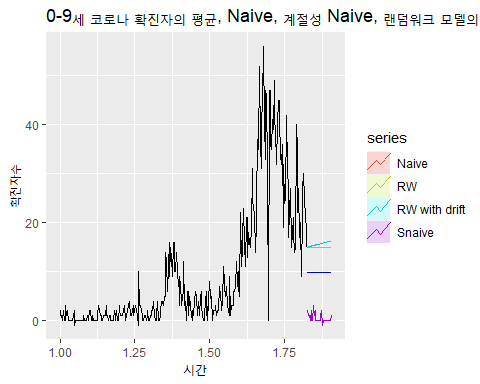 0-9세 코로나 확진자의 평균, Naive, 계절성 Naive, 랜덤워크 모델의
확진자수
40
20
0
1.00 1.25 1.50 1.75
시간
series
Naive
RW
RW with drift
Snaive